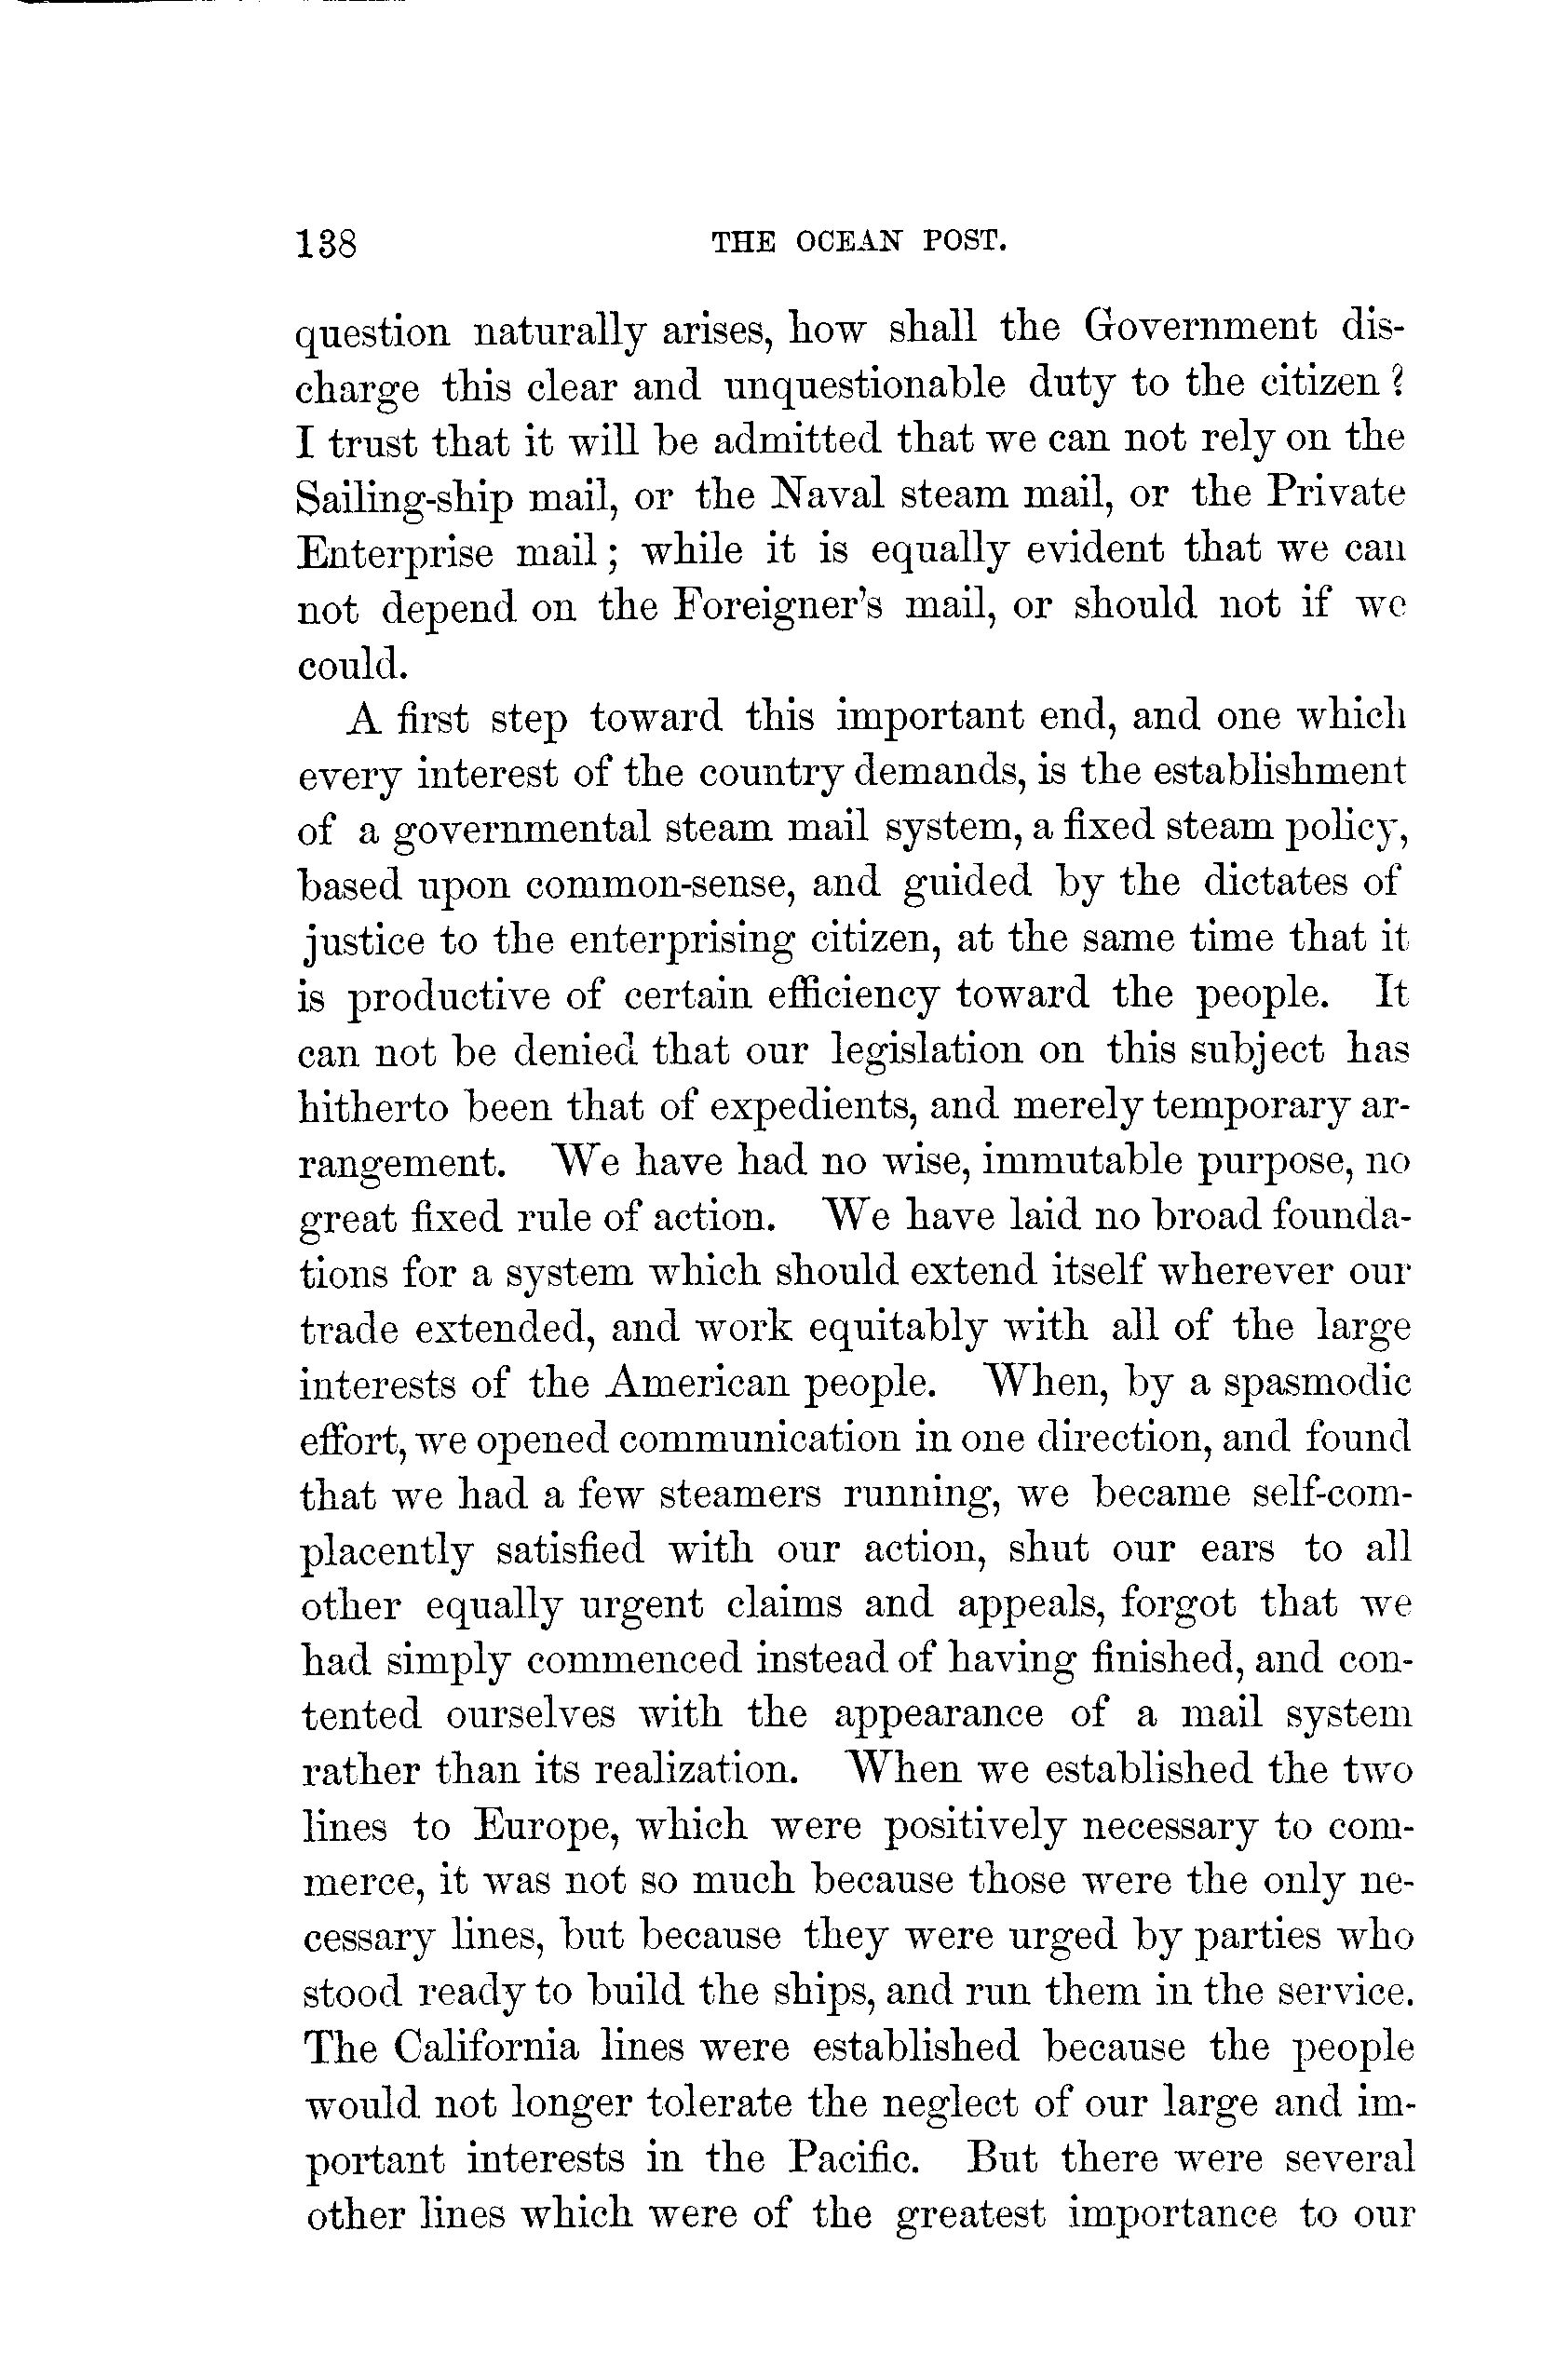 138 THE OCEAN POST.
question naturally arises, how shall the Government dis-
charge this clear and unquestionable duty to the citizen?
I trust that it will be admitted that we can not rely on the
Sailing-ship mail, or the Naval steam mail, or the Private
Enterprise mail; while it is equally evident that we can
not depend on the Foreigner's mail, or should not if we
could.
A first step toward this important end, and one which
every interest of the country demands, is the establishment
of a governmental steam mail system, a fixed steam policy,
based upon common-sense, and guided by the dictates of
justice to the enterprising citizen, at the same time that it
is productive of certain efficiency toward the people. It
can not be denied that our legislation on this subject has
hitherto been that of expedients, and merely temporary ar-
rangement. We have had no wise, immutable purpose, no
great fixed rule of action. We have laid no broad founda-
tions for a system which should extend itself wherever our
trade extended, and work equitably with all of the large
interests of the American people. When, by a spasmodic
effort, we opened communication in one direction, and found
that we had a few steamers running, we became self-com-
placently satisfied with our action, shut our ears to all
other equally urgent claims and appeals, forgot that we
had simply commenced instead of having finished, and con-
tented ourselves with the appearance of a mail system
rather than its realization. When we established the two
lines to Europe, which were positively necessary to com-
merce, it was not so much because those were the only ne-
cessary lines, but because they were urged by parties who
stood ready to build the ships, and run them in the service.
The California lines were established because the people
would not longer tolerate the neglect of our large and im-
portant interests in the Pacific. But there were several
other lines which were of the greatest importance to our